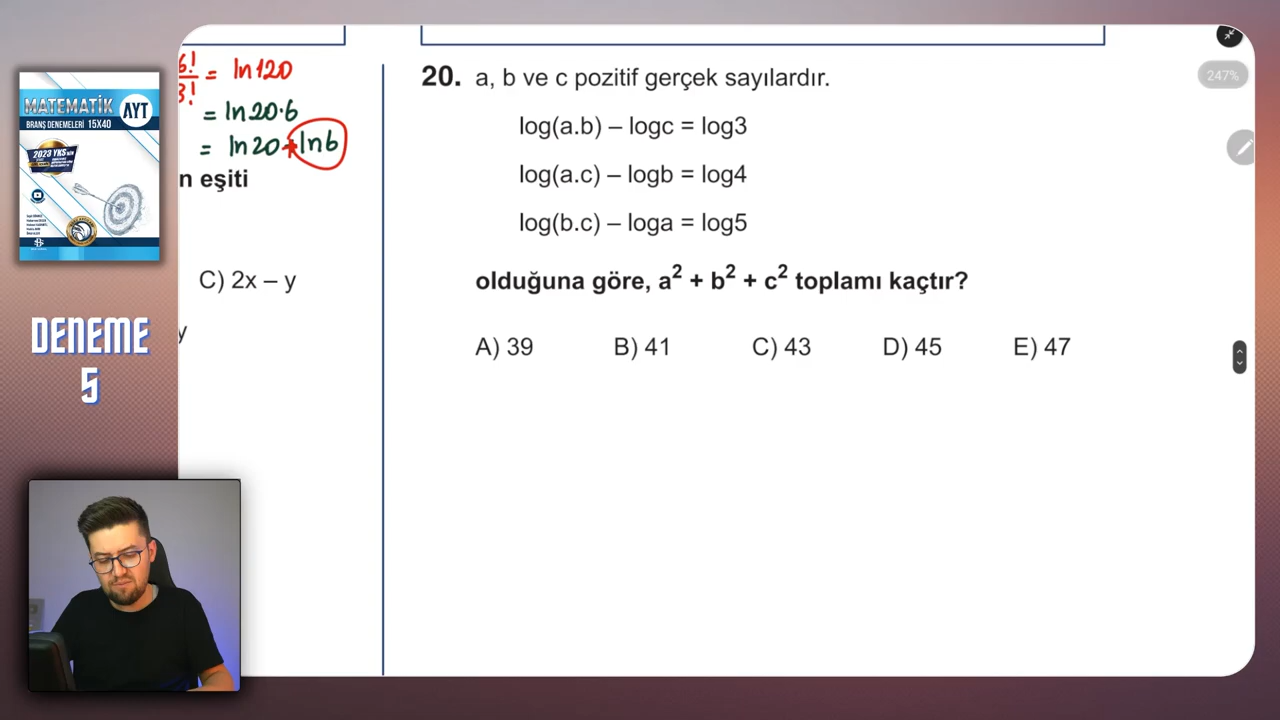 6!
3! = ln120
= ln20·6
= ln20+ln6
n eşiti
C) 2x – y
y
MATEMATİK AYT
BRANŞ DENEMELERİ 15X40
2023 YKS'NİN
DENEME
5
247%
20. a, b ve c pozitif gerçek sayılardır.
log(a.b) – logc = log3
log(a.c) – logb = log4
log(b.c) – loga = log5
olduğuna göre, a² + b² + c² toplamı kaçtır?
A) 39 B) 41 C) 43 D) 45 E) 47